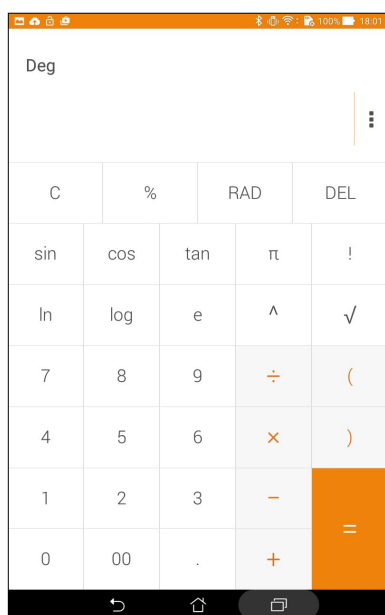 100% 18:01
Deg
C % RAD DEL
sin cos tan π !
ln log e ^ √
7 8 9 ÷ (
4 5 6 × )
1 2 3 −
=
0 00 . +